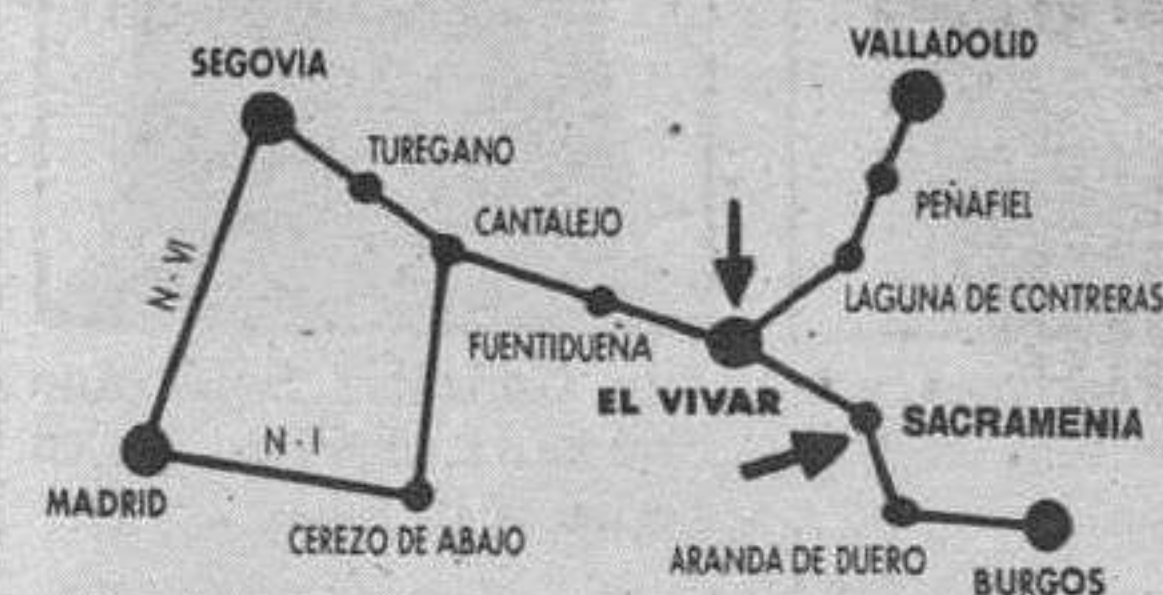 SEGOVIA
VALLADOLID
TUREGANO
PEÑAFIEL
CANTALEJO
N-VI
LAGUNA DE CONTRERAS
FUENTIDUEÑA
EL VIVAR
SACRAMENIA
N-I
MADRID
CEREZO DE ABAJO
ARANDA DE DUERO
BURGOS